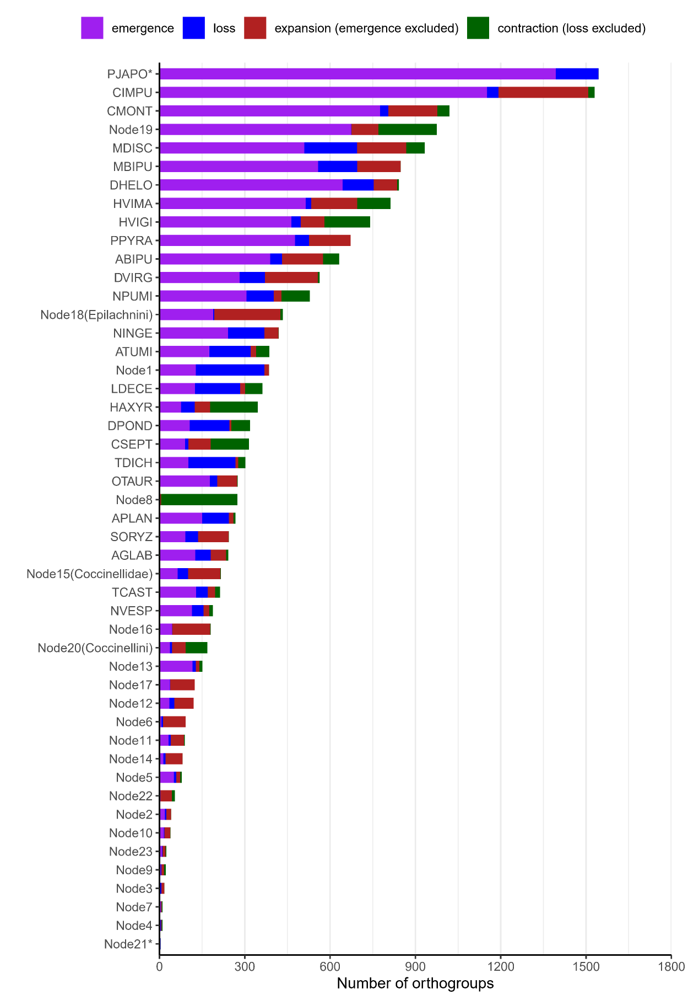 emergence loss expansion (emergence excluded) contraction (loss excluded)
PJAPO*
CIMPU
CMONT
Node19
MDISC
MBIPU
DHELO
HVIMA
HVIGI
PPYRA
ABIPU
DVIRG
NPUMI
Node18(Epilachnini)
NINGE
ATUMI
Node1
LDECE
HAXYR
DPOND
CSEPT
TDICH
OTAUR
Node8
APLAN
SORYZ
AGLAB
Node15(Coccinellidae)
TCAST
NVESP
Node16
Node20(Coccinellini)
Node13
Node17
Node12
Node6
Node11
Node14
Node5
Node22
Node2
Node10
Node23
Node9
Node3
Node7
Node4
Node21*
0 300 600 900 1200 1500 1800
Number of orthogroups